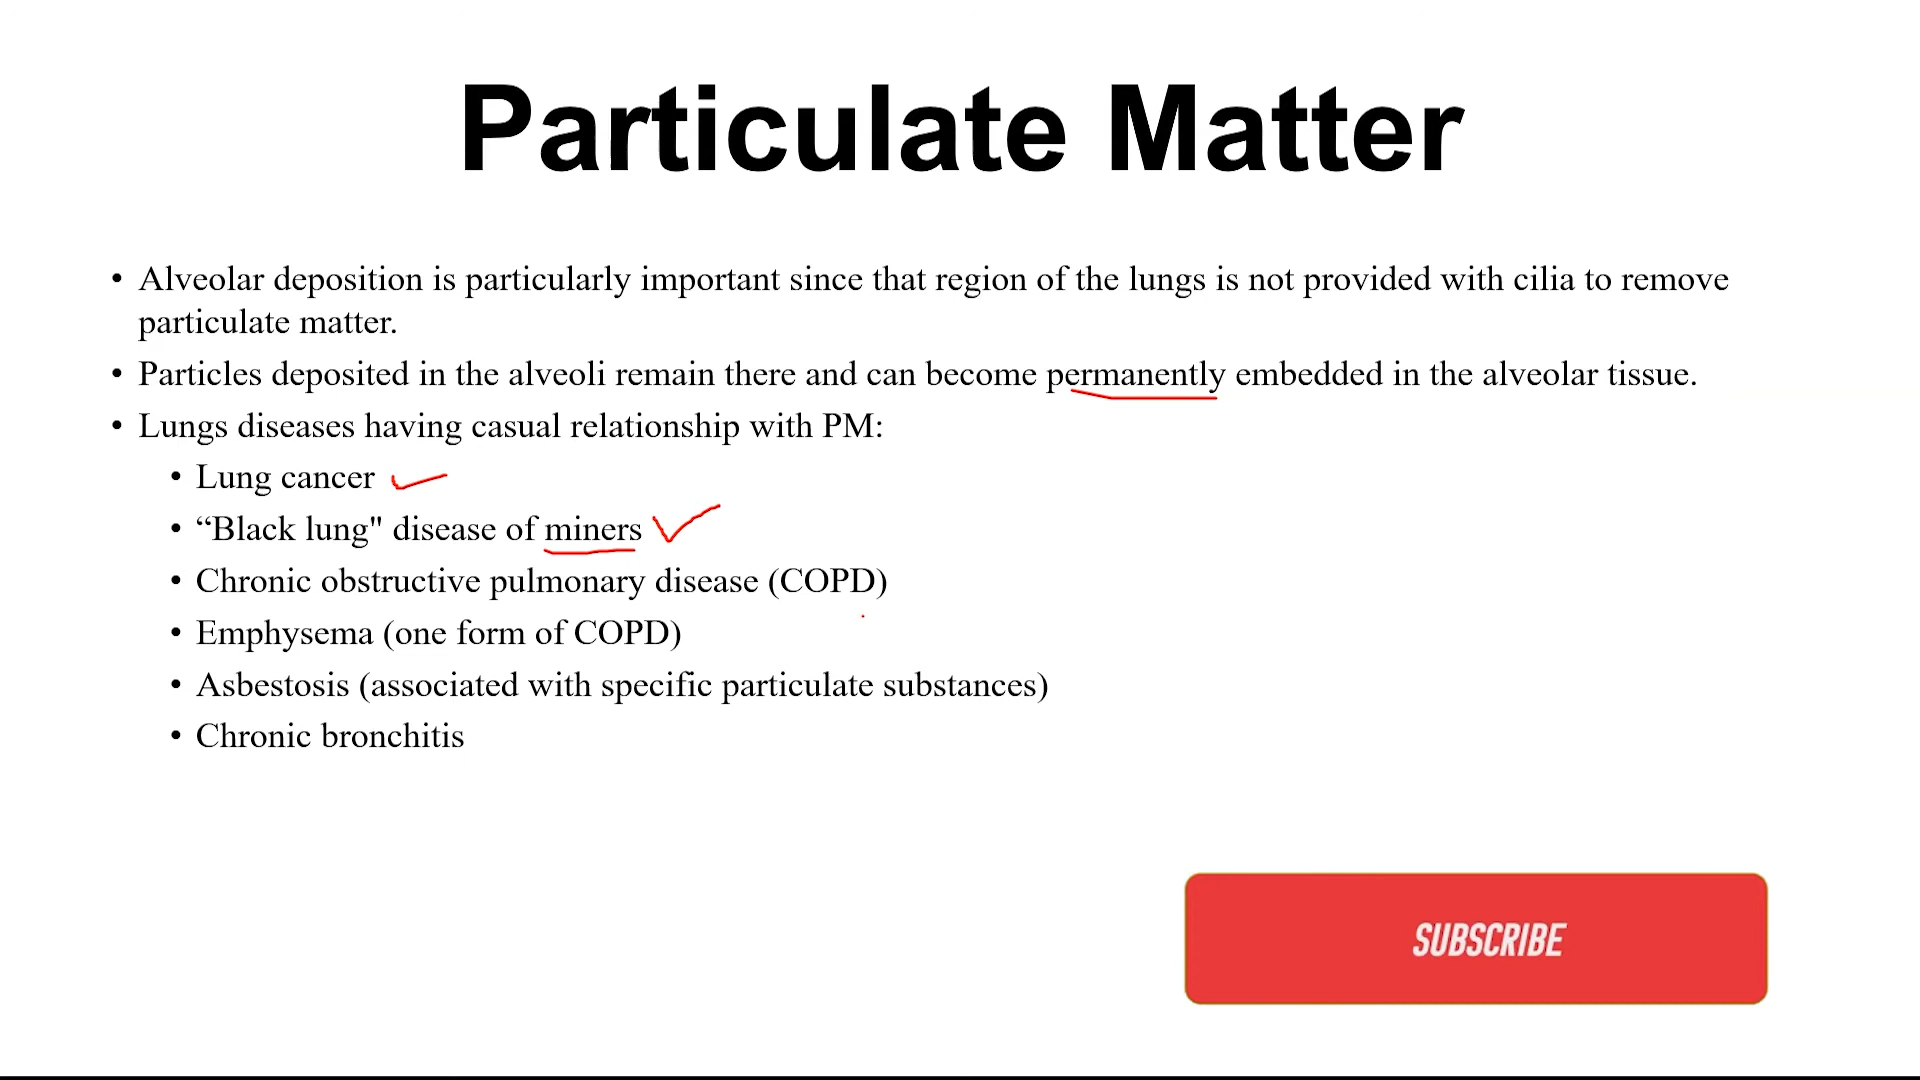 Particulate Matter
• Alveolar deposition is particularly important since that region of the lungs is not provided with cilia to remove
particulate matter.
• Particles deposited in the alveoli remain there and can become permanently embedded in the alveolar tissue.
• Lungs diseases having casual relationship with PM:
• Lung cancer
• “Black lung" disease of miners
• Chronic obstructive pulmonary disease (COPD)
• Emphysema (one form of COPD)
• Asbestosis (associated with specific particulate substances)
• Chronic bronchitis
SUBSCRIBE